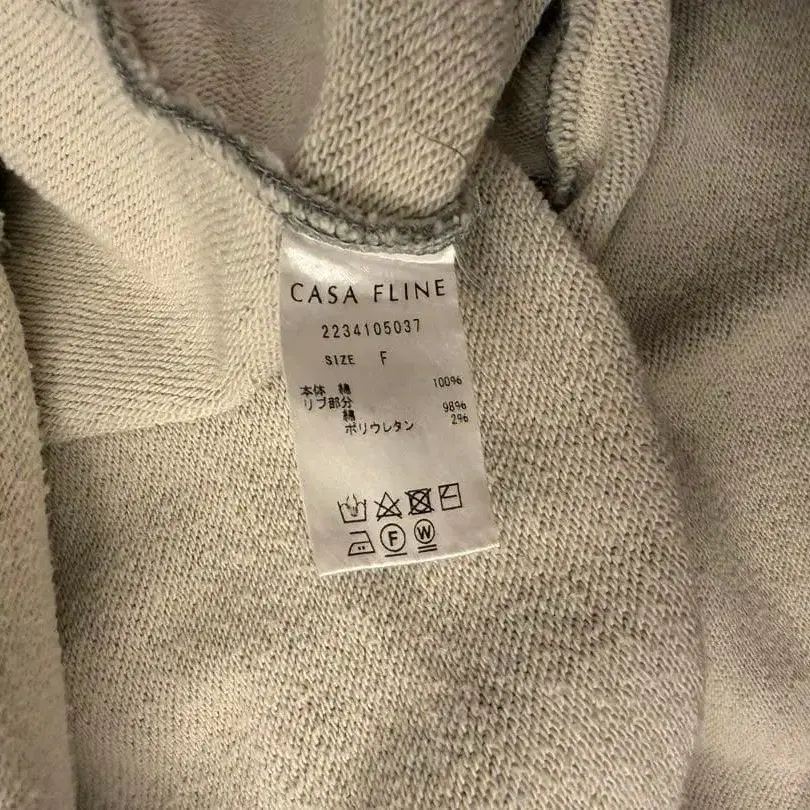 CASA FLINE
2234105037
SIZE F
本体 綿 100%
リブ部分
綿 98%
ポリウレタン 2%
F W